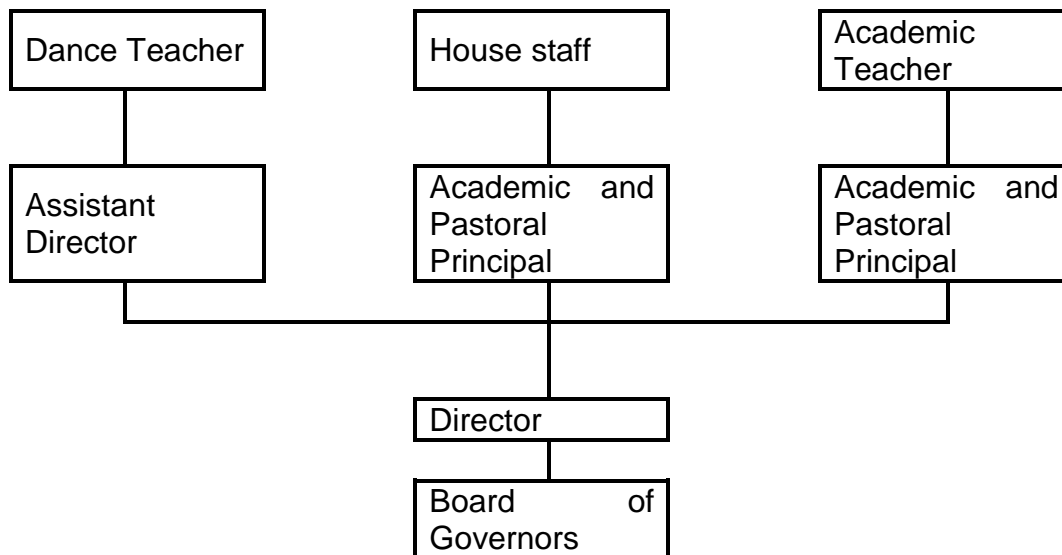 Dance Teacher
House staff
Academic
Teacher
Assistant
Director
Academic and
Pastoral
Principal
Academic and
Pastoral
Principal
Director
Board of
Governors